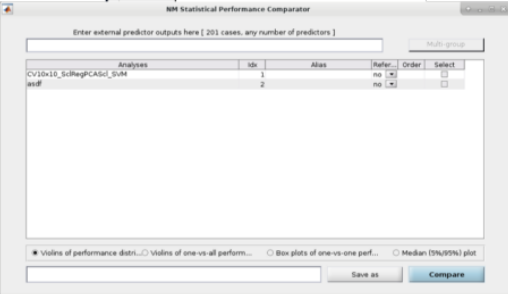 NM Statistical Performance Comparator
Enter external predictor outputs here [ 201 cases, any number of predictors ]
Multi-group
Analyses Idx Alias Refer... Order Select
CV10x10_SclRegPCAScl_SVM 1 no
asdf 2 no
Violins of performance distri... Violins of one-vs-all perform... Box plots of one-vs-one perf... Median (5%/95%) plot
Save as Compare